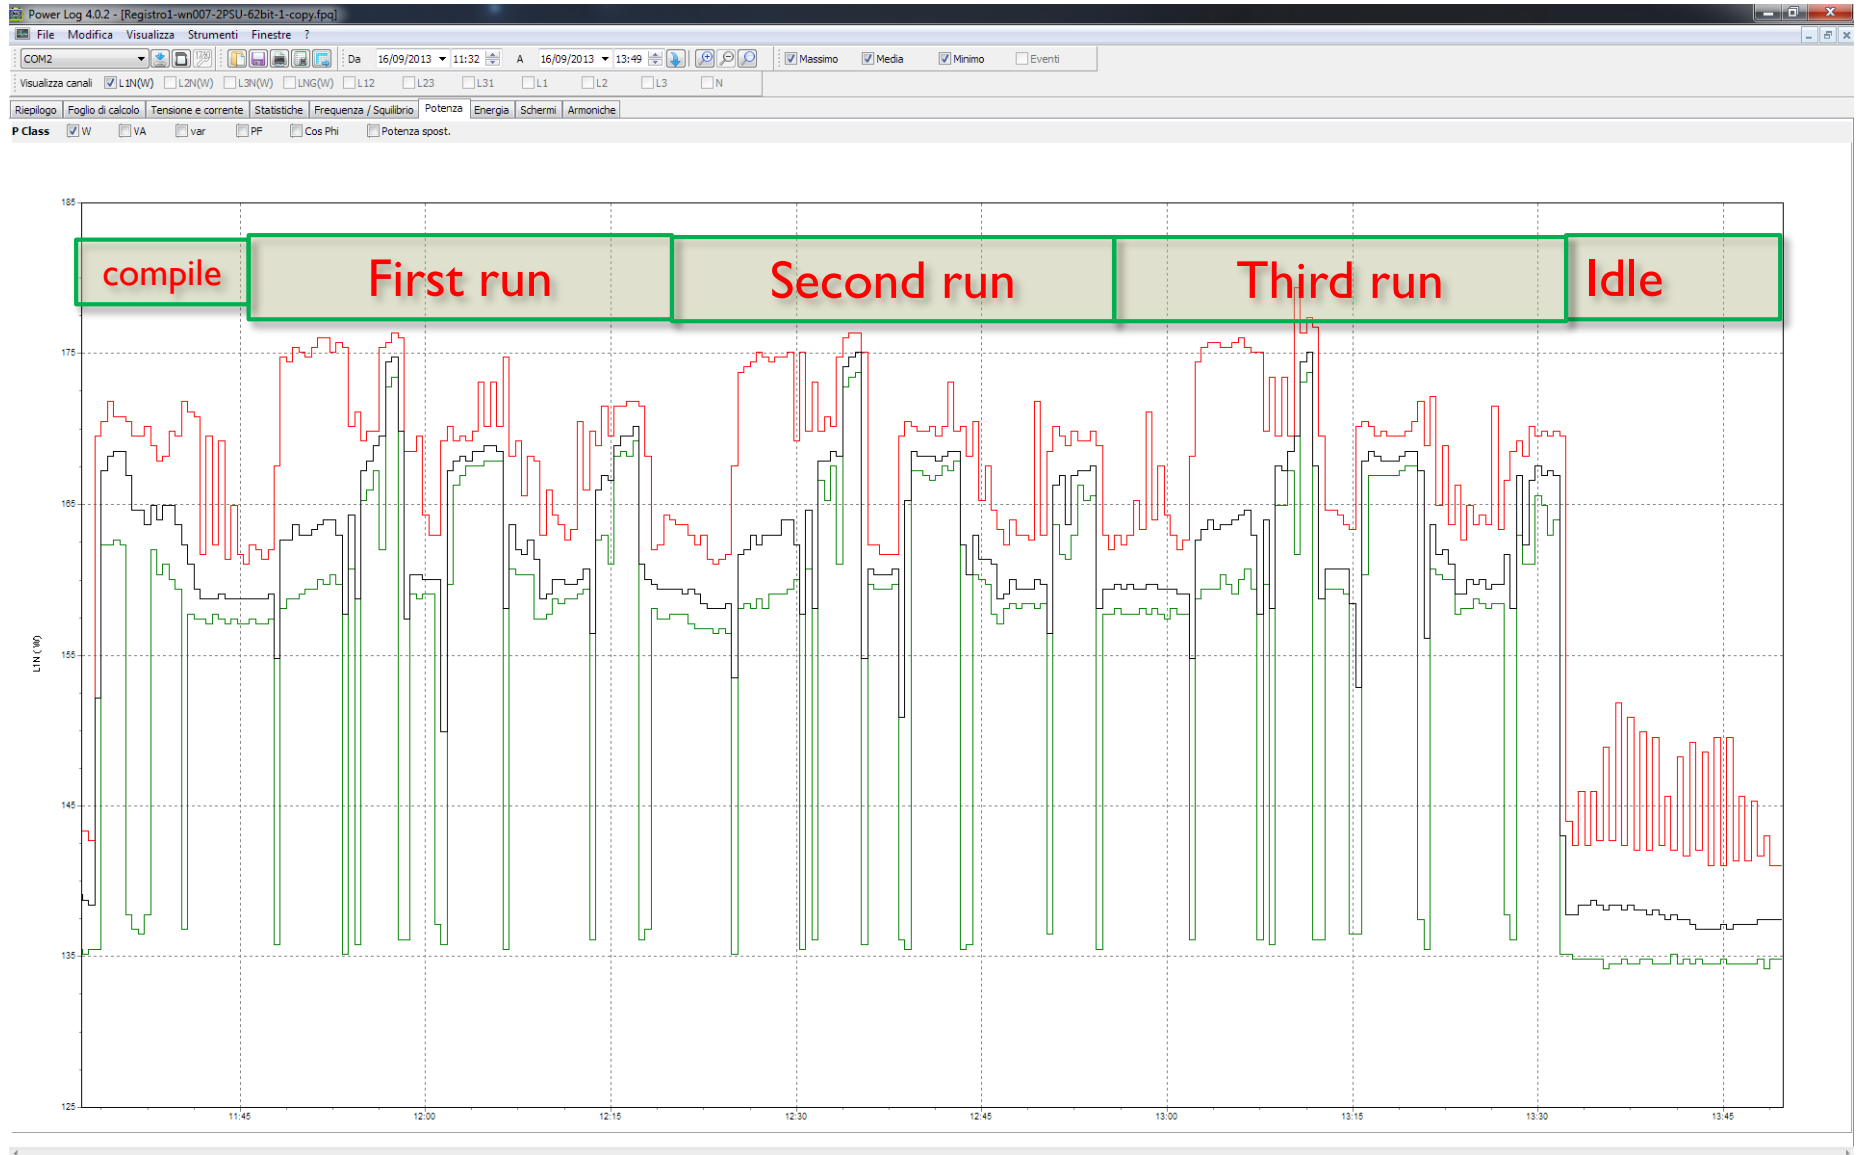 Power Log 4.0.2 - [Registro1-wn007-2PSU-62bit-1-copy.fpq]
File Modifica Visualizza Strumenti Finestre ?
COM2 Da 16/09/2013 11:32 A 16/09/2013 13:49 Massimo Media Minimo Eventi
Visualizza canali L1N(W) L2N(W) L3N(W) LNG(W) L12 L23 L31 L1 L2 L3 N
Riepilogo Foglio di calcolo Tensione e corrente Statistiche Frequenza / Squilibrio Potenza Energia Schermi Armoniche
P Class W VA var PF Cos Phi Potenza spost.
185
compile First run Second run Third run Idle
175
165
L1N ( W)
155
145
135
125
11:45 12:00 12:15 12:30 12:45 13:00 13:15 13:30 13:45